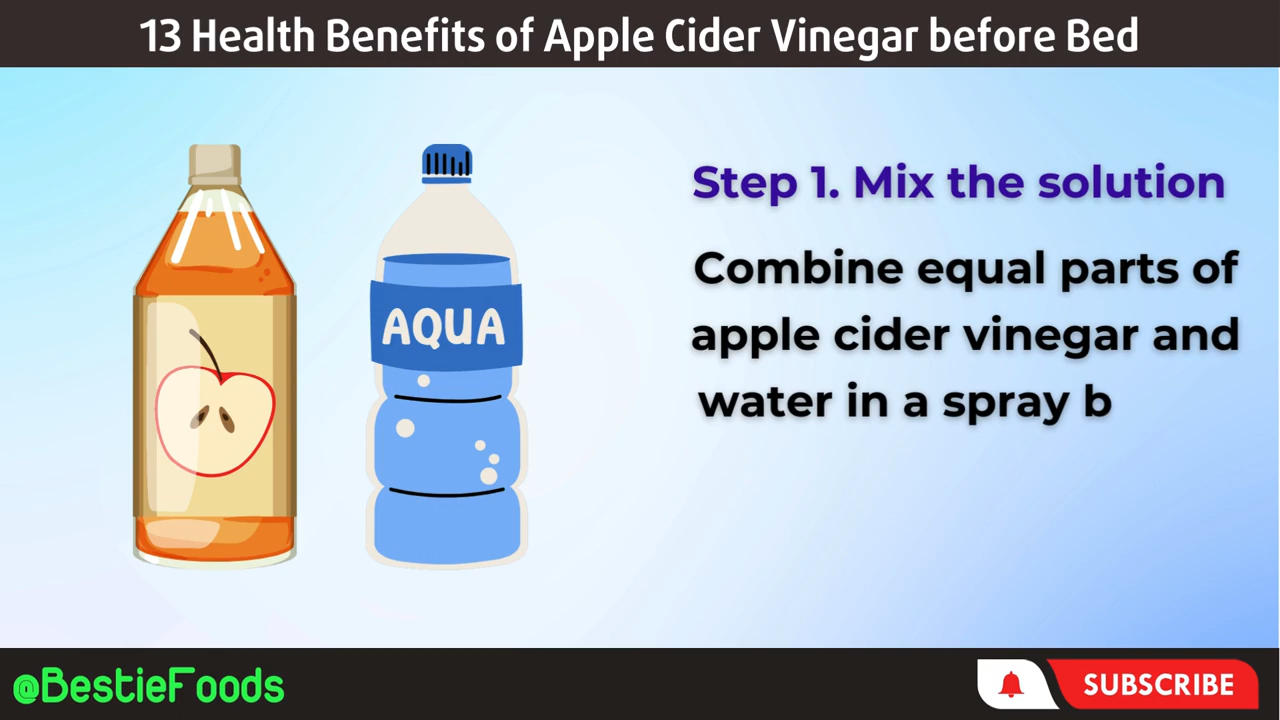 13 Health Benefits of Apple Cider Vinegar before Bed
AQUA
Step 1. Mix the solution
Combine equal parts of
apple cider vinegar and
water in a spray b
@BestieFoods
SUBSCRIBE